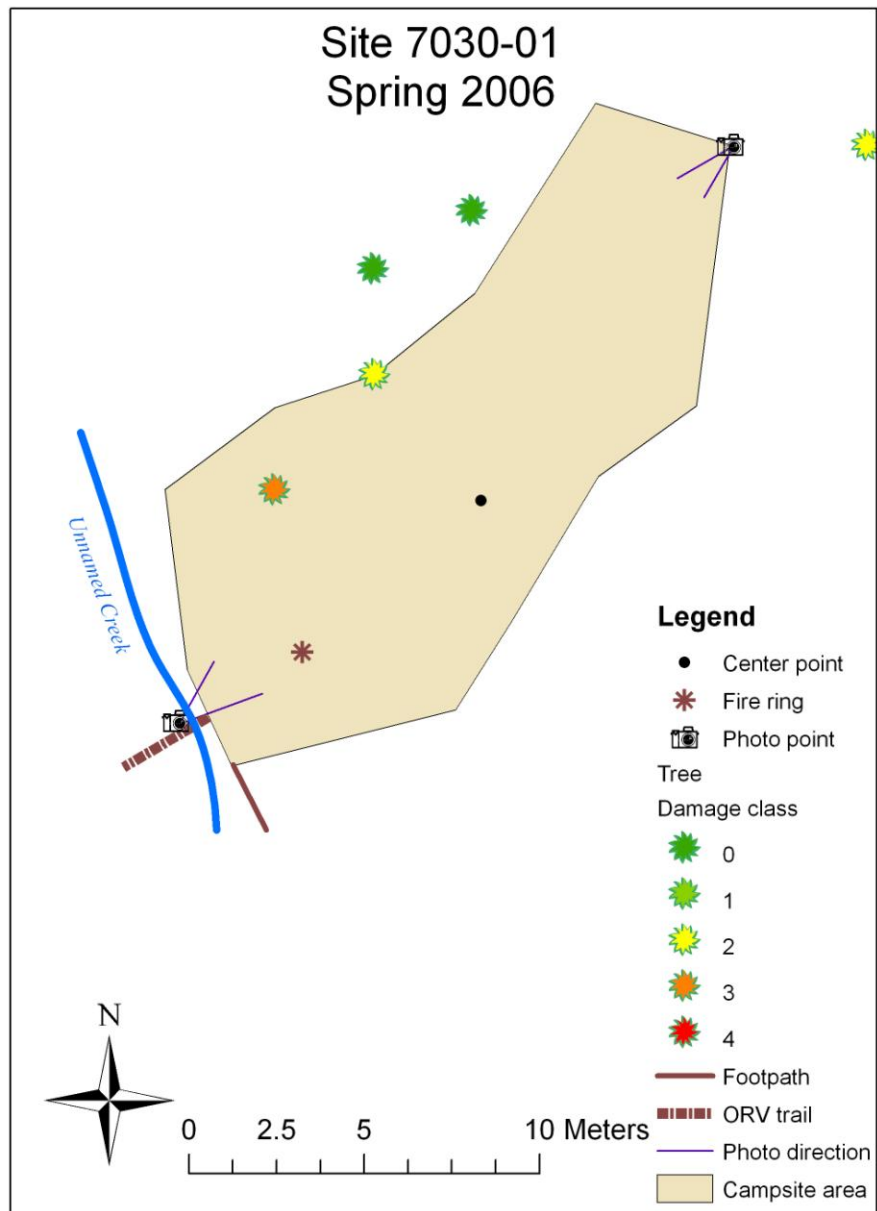 Site 7030-01
Spring 2006
Unnamed Creek
Legend
Center point
Fire ring
Photo point
Tree
Damage class
0
1
2
3
4
Footpath
ORV trail
Photo direction
Campsite area
N
0 2.5 5 10 Meters